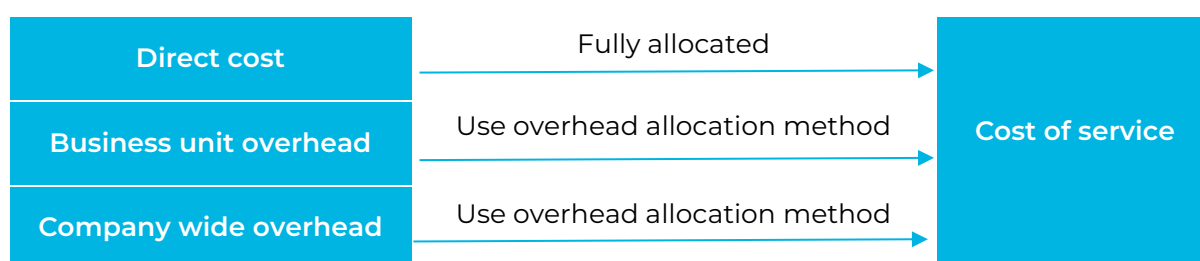 Direct cost
Fully allocated
Business unit overhead
Use overhead allocation method
Cost of service
Company wide overhead
Use overhead allocation method